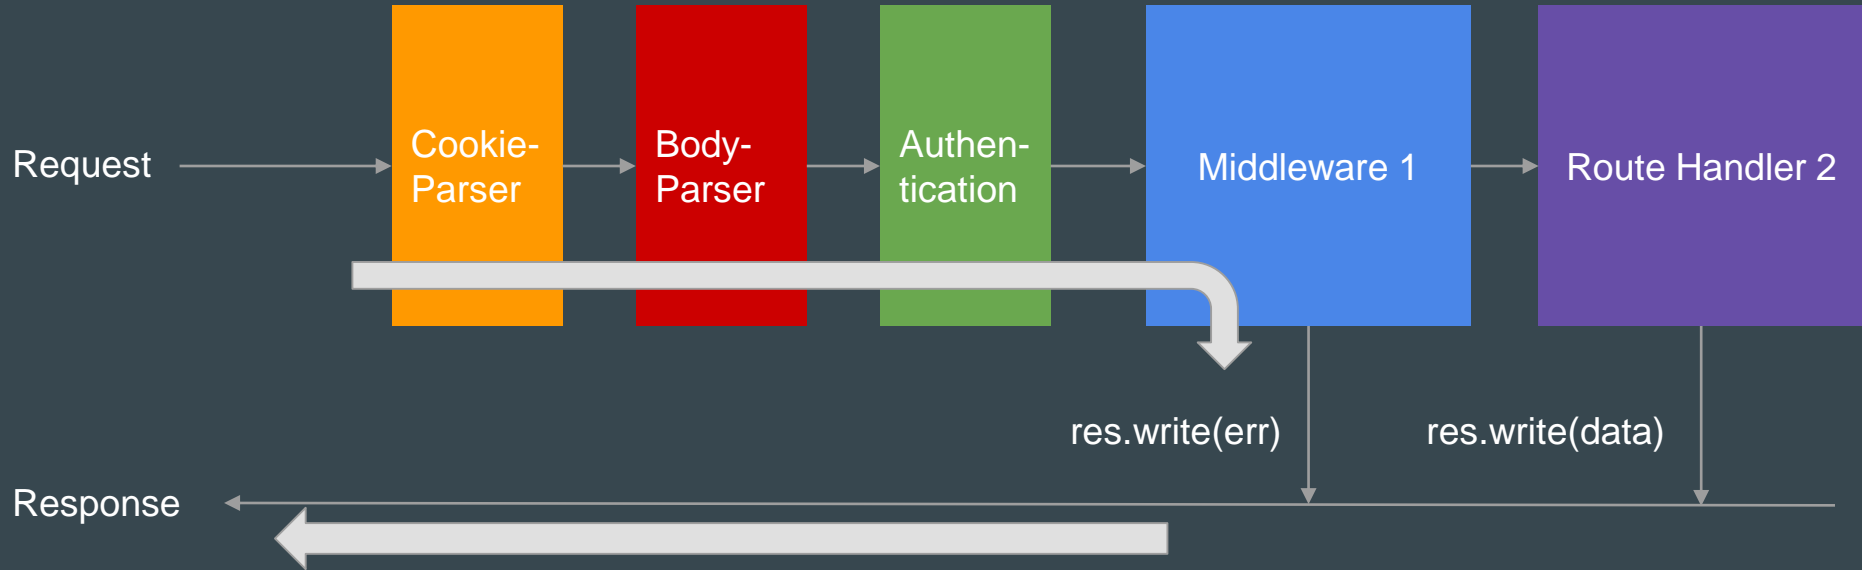 Request
Cookie-
Parser
Body-
Parser
Authen-
tication
Middleware 1
Route Handler 2
res.write(err)
res.write(data)
Response